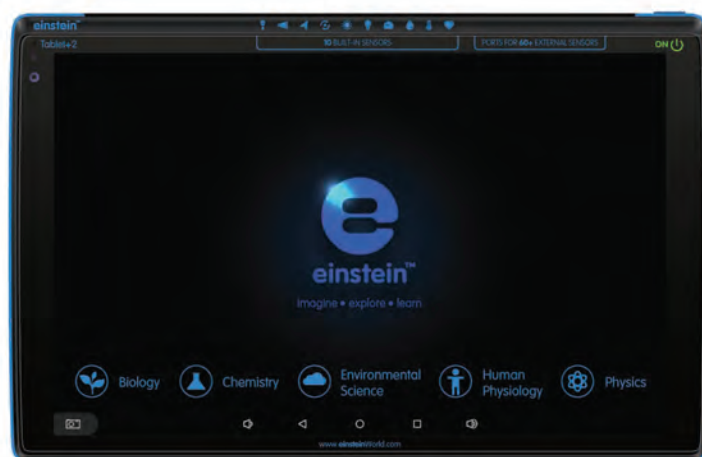 einstein™
Tablet+2
10 BUILT-IN SENSORS
PORTS FOR 60+ EXTERNAL SENSORS
ON
einstein™
imagine • explore • learn
Biology
Chemistry
Environmental
Science
Human
Physiology
Physics
www.einsteinWorld.com